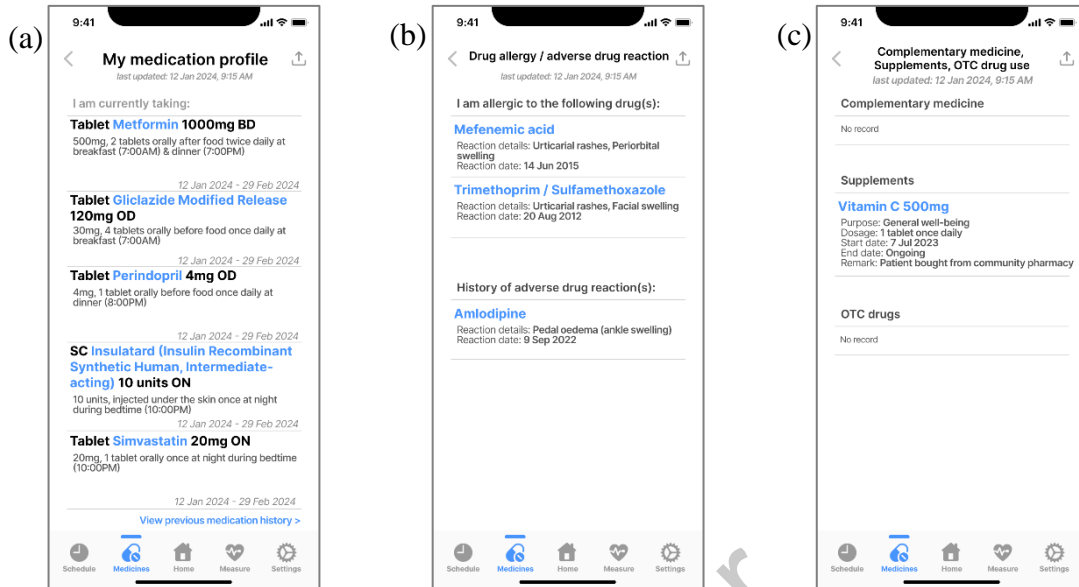 (a)
9:41
My medication profile
last updated: 12 Jan 2024, 9:15 AM
I am currently taking:
Tablet Metformin 1000mg BD
500mg, 2 tablets orally after food twice daily at
breakfast (7:00AM) & dinner (7:00PM)
12 Jan 2024 - 29 Feb 2024
Tablet Gliclazide Modified Release
120mg OD
30mg, 4 tablets orally before food once daily at
breakfast (7:00AM)
12 Jan 2024 - 29 Feb 2024
Tablet Perindopril 4mg OD
4mg, 1 tablet orally before food once daily at
dinner (8:00PM)
12 Jan 2024 - 29 Feb 2024
SC Insulatard (Insulin Recombinant
Synthetic Human, Intermediate-
acting) 10 units ON
10 units, injected under the skin once at night
during bedtime (10:00PM)
12 Jan 2024 - 29 Feb 2024
Tablet Simvastatin 20mg ON
20mg, 1 tablet orally once at night during bedtime
(10:00PM)
12 Jan 2024 - 29 Feb 2024
View previous medication history >
Schedule Medicines Home Measure Settings
(b)
9:41
Drug allergy / adverse drug reaction
last updated: 12 Jan 2024, 9:15 AM
I am allergic to the following drug(s):
Mefenemic acid
Reaction details: Urticarial rashes, Periorbital
swelling
Reaction date: 14 Jun 2015
Trimethoprim / Sulfamethoxazole
Reaction details: Urticarial rashes, Facial swelling
Reaction date: 20 Aug 2012
History of adverse drug reaction(s):
Amlodipine
Reaction details: Pedal oedema (ankle swelling)
Reaction date: 9 Sep 2022
Schedule Medicines Home Measure Settings
(c)
9:41
Complementary medicine,
Supplements, OTC drug use
last updated: 12 Jan 2024, 9:15 AM
Complementary medicine
No record
Supplements
Vitamin C 500mg
Purpose: General well-being
Dosage: 1 tablet once daily
Start date: 7 Jul 2023
End date: Ongoing
Remark: Patient bought from community pharmacy
OTC drugs
No record
Schedule Medicines Home Measure Settings